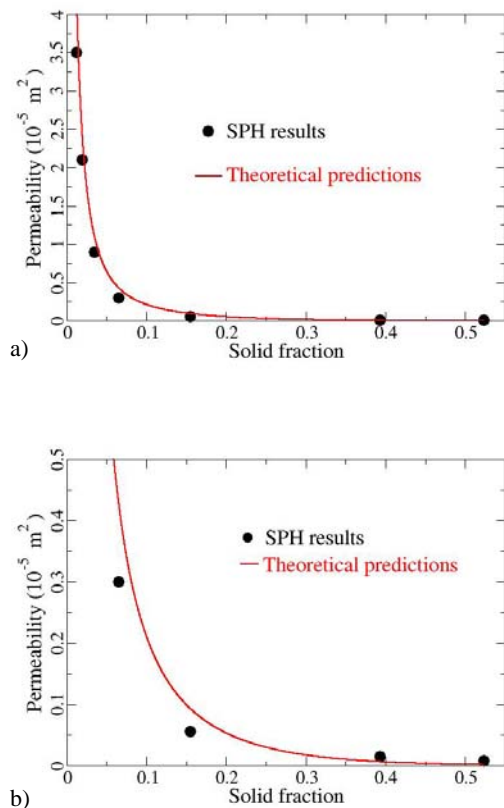 4
3.5
3
2.5
2
1.5
1
0.5
0
Permeability (10⁻⁵ m²)
SPH results
Theoretical predictions
0 0.1 0.2 0.3 0.4 0.5
Solid fraction
a)
0.5
0.4
0.3
0.2
0.1
0
Permeability (10⁻⁵ m²)
SPH results
Theoretical predictions
0 0.1 0.2 0.3 0.4 0.5
Solid fraction
b)